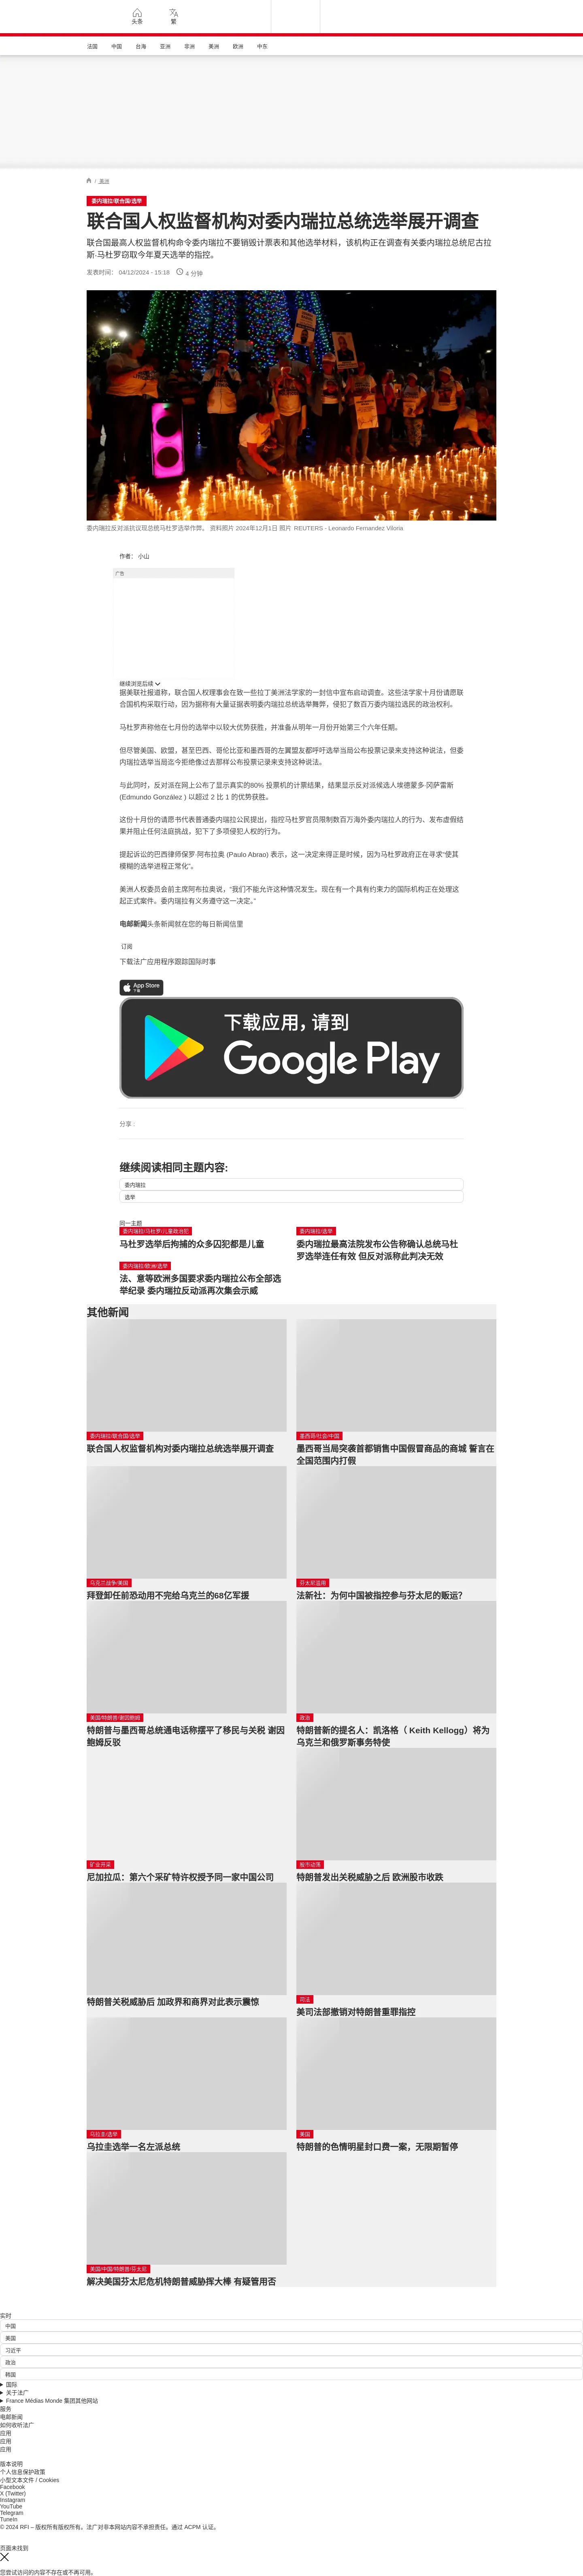 头条
繁
法国
中国
台海
亚洲
非洲
美洲
欧洲
中东
/ 美洲
委内瑞拉/联合国/选举
联合国人权监督机构对委内瑞拉总统选举展开调查
联合国最高人权监督机构命令委内瑞拉不要销毁计票表和其他选举材料，该机构正在调查有关委内瑞拉总统尼古拉
斯·马杜罗窃取今年夏天选举的指控。
发表时间： 04/12/2024 - 15:18
4 分钟
委内瑞拉反对派抗议现总统马杜罗选举作弊。 资料照片 2024年12月1日 照片 REUTERS - Leonardo Fernandez Viloria
作者： 小山
广告
继续浏览后续
据美联社报道称，联合国人权理事会在致一些拉丁美洲法学家的一封信中宣布启动调查。这些法学家十月份请愿联
合国机构采取行动，因为据称有大量证据表明委内瑞拉总统选举舞弊，侵犯了数百万委内瑞拉选民的政治权利。
马杜罗声称他在七月份的选举中以较大优势获胜，并准备从明年一月份开始第三个六年任期。
但尽管美国、欧盟，甚至巴西、哥伦比亚和墨西哥的左翼盟友都呼吁选举当局公布投票记录来支持这种说法，但委
内瑞拉选举当局迄今拒绝像过去那样公布投票记录来支持这种说法。
与此同时，反对派在网上公布了显示真实的80% 投票机的计票结果，结果显示反对派候选人埃德蒙多·冈萨雷斯
(Edmundo González ) 以超过 2 比 1 的优势获胜。
这份十月份的请愿书代表普通委内瑞拉公民提出，指控马杜罗官员限制数百万海外委内瑞拉人的行为、发布虚假结
果并阻止任何法庭挑战，犯下了多项侵犯人权的行为。
提起诉讼的巴西律师保罗·阿布拉奥 (Paulo Abrao) 表示，这一决定来得正是时候，因为马杜罗政府正在寻求“使其
模糊的选举进程正常化”。
美洲人权委员会前主席阿布拉奥说，“我们不能允许这种情况发生。现在有一个具有约束力的国际机构正在处理这
起正式案件。委内瑞拉有义务遵守这一决定。”
电邮新闻头条新闻就在您的每日新闻信里
订阅
下载法广应用程序跟踪国际时事
App Store
下载
下载应用，请到
Google Play
分享 :
继续阅读相同主题内容:
委内瑞拉
选举
同一主题
委内瑞拉/马杜罗/儿童政治犯
马杜罗选举后拘捕的众多囚犯都是儿童
委内瑞拉/选举
委内瑞拉最高法院发布公告称确认总统马杜
罗选举连任有效 但反对派称此判决无效
委内瑞拉/欧洲/选举
法、意等欧洲多国要求委内瑞拉公布全部选
举纪录 委内瑞拉反动派再次集会示威
其他新闻
委内瑞拉/联合国/选举
联合国人权监督机构对委内瑞拉总统选举展开调查
墨西哥/社会/中国
墨西哥当局突袭首都销售中国假冒商品的商城 誓言在
全国范围内打假
乌克兰战争/美国
拜登卸任前恐动用不完给乌克兰的68亿军援
芬太尼滥用
法新社：为何中国被指控参与芬太尼的贩运？
美国/特朗普/谢因鲍姆
特朗普与墨西哥总统通电话称摆平了移民与关税 谢因
鲍姆反驳
政治
特朗普新的提名人：凯洛格（ Keith Kellogg）将为
乌克兰和俄罗斯事务特使
矿业开采
尼加拉瓜：第六个采矿特许权授予同一家中国公司
股市动荡
特朗普发出关税威胁之后 欧洲股市收跌
特朗普关税威胁后 加政界和商界对此表示震惊
司法
美司法部撤销对特朗普重罪指控
乌拉圭/选举
乌拉圭选举一名左派总统
美国
特朗普的色情明星封口费一案，无限期暂停
美国/中国/特朗普/芬太尼
解决美国芬太尼危机特朗普威胁挥大棒 有疑管用否
实时
中国
美国
习近平
政治
韩国
国际
关于法广
France Médias Monde 集团其他网站
服务
电邮新闻
如何收听法广
应用
应用
应用
版本说明
个人信息保护政策
小型文本文件 / Cookies
Facebook
X (Twitter)
Instagram
YouTube
Telegram
TuneIn
© 2024 RFI – 版权所有版权所有。法广对非本网站内容不承担责任。通过 ACPM 认证。
页面未找到
您尝试访问的内容不存在或不再可用。